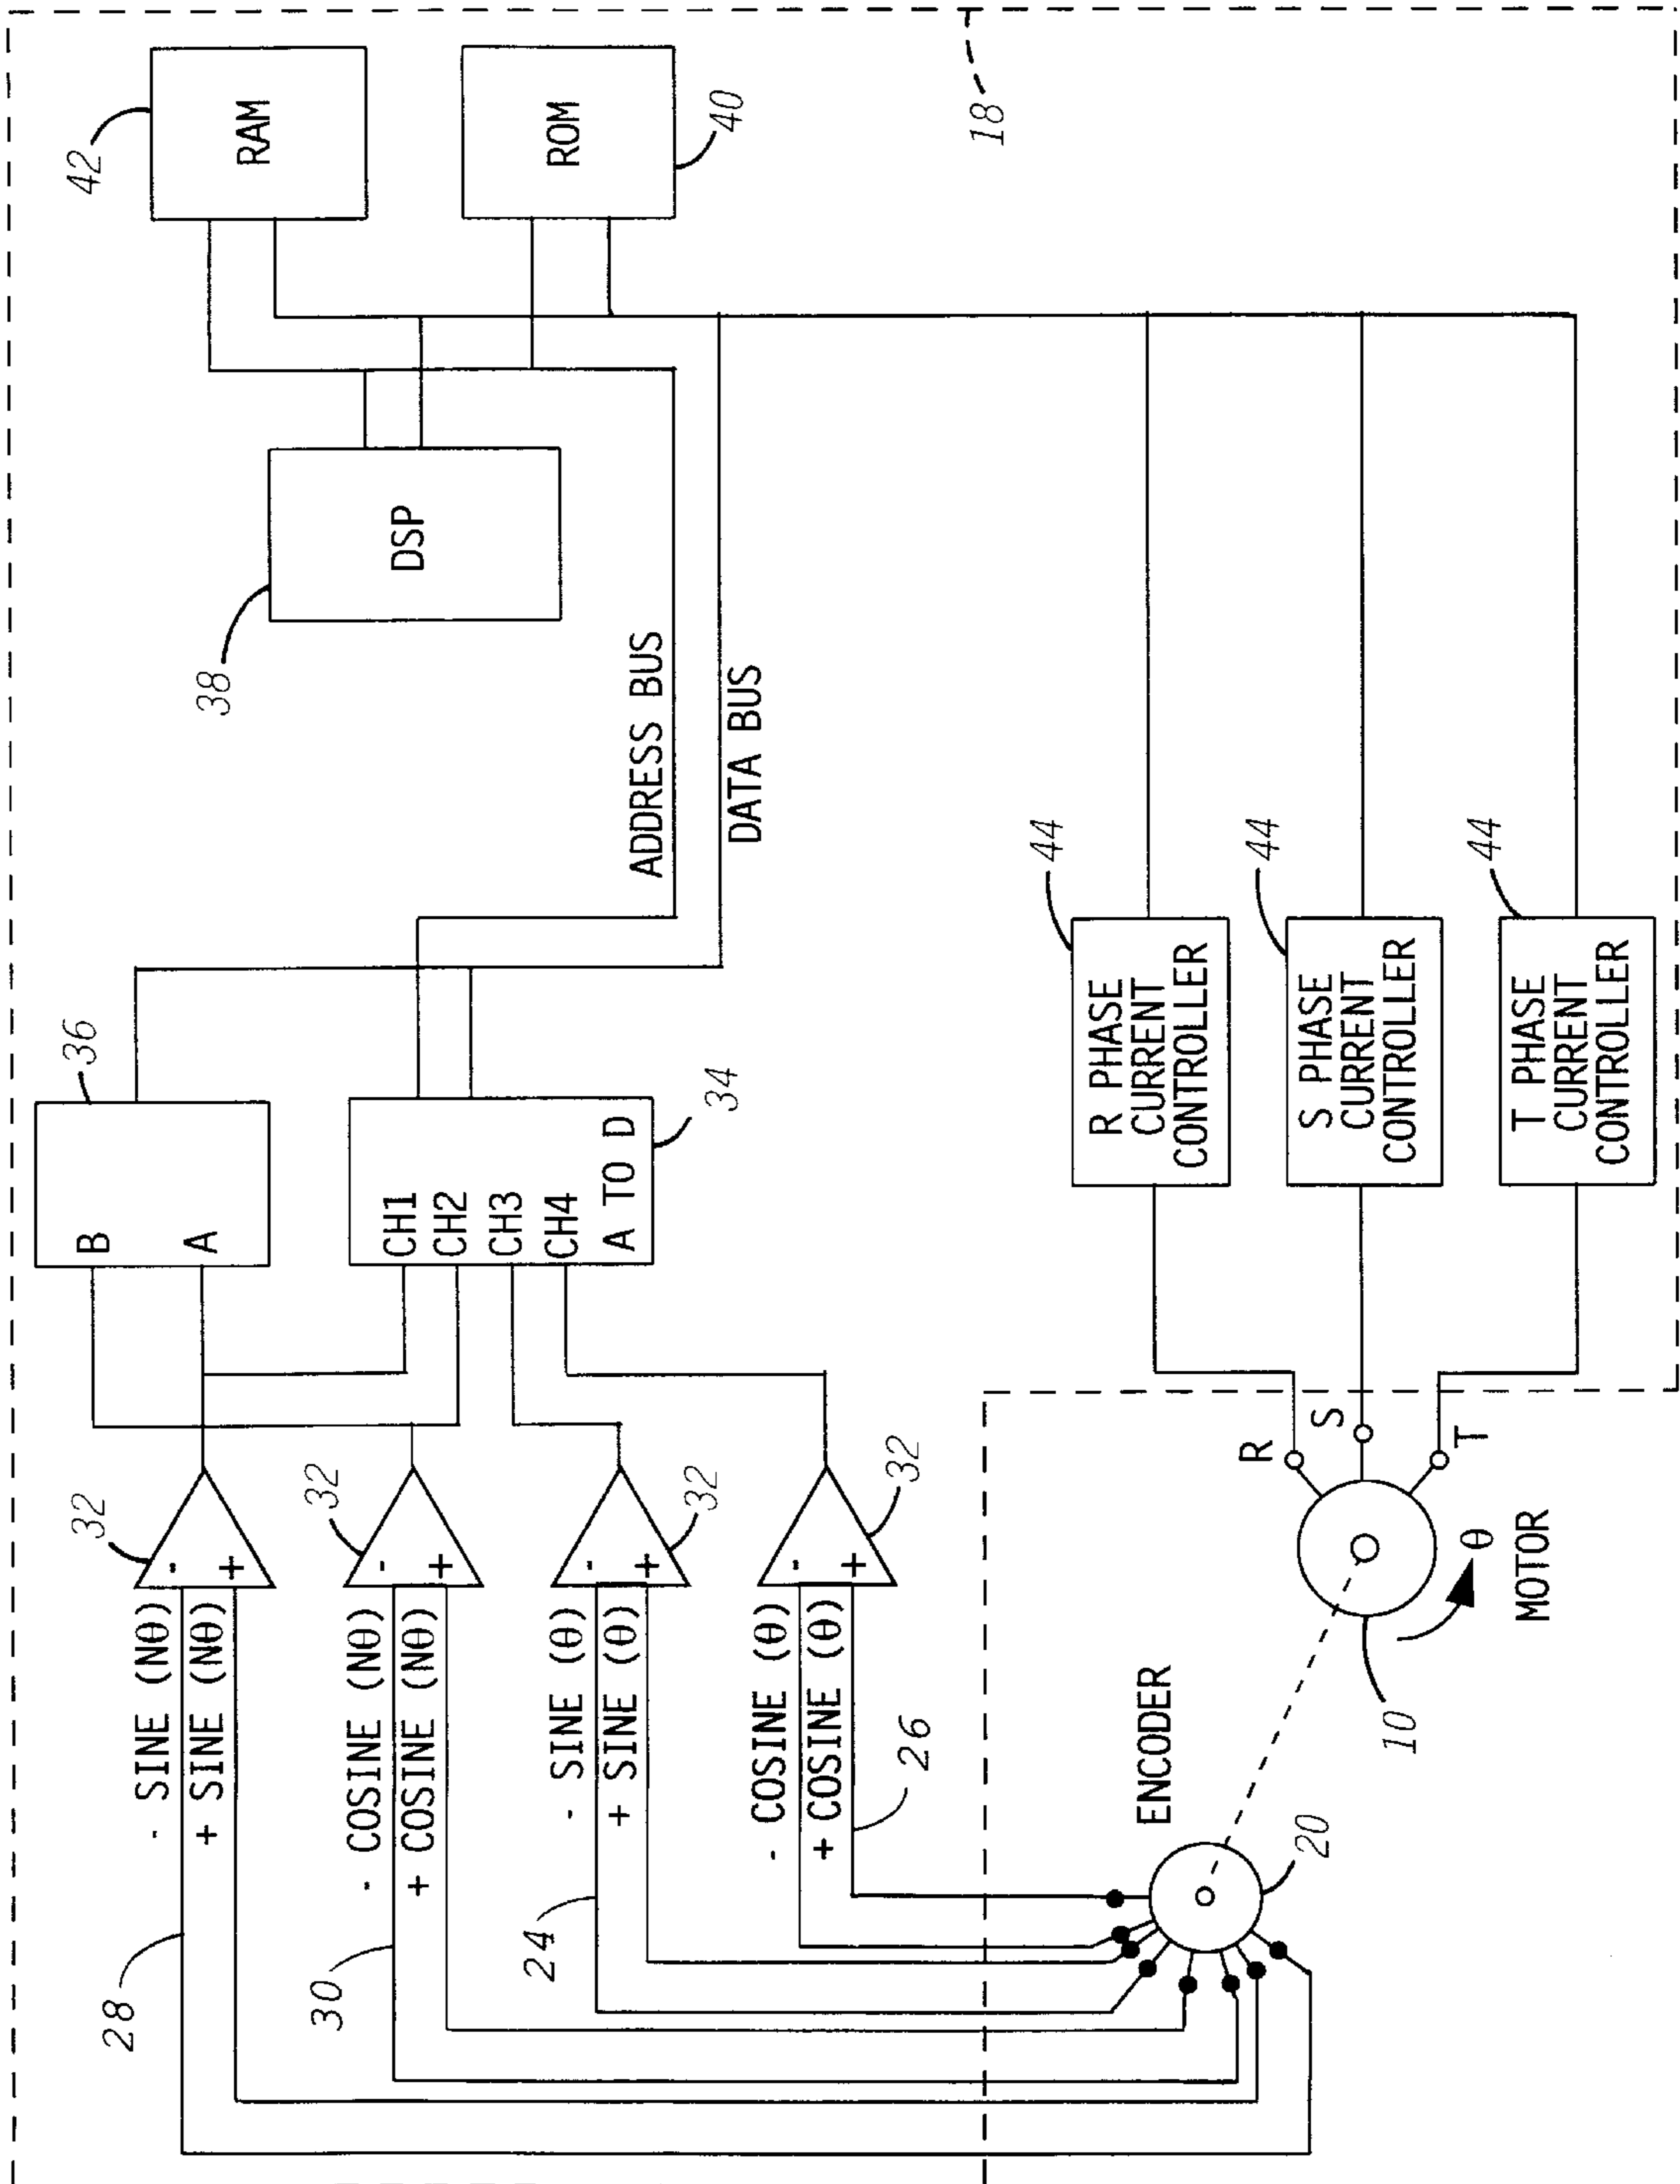 28
- SINE (Nθ)
+ SINE (Nθ)
32
-
+
B
A
36
42
RAM
30
- COSINE (Nθ)
+ COSINE (Nθ)
32
-
+
CH1
CH2
CH3
CH4
A TO D
34
38
DSP
ROM
40
24
- SINE (θ)
+ SINE (θ)
-
+
32
ADDRESS BUS
DATA BUS
- COSINE (θ)
+ COSINE (θ)
26
-
+
32
18
ENCODER
20
R
S
T
θ
10
MOTOR
44
R PHASE
CURRENT
CONTROLLER
44
S PHASE
CURRENT
CONTROLLER
44
T PHASE
CURRENT
CONTROLLER